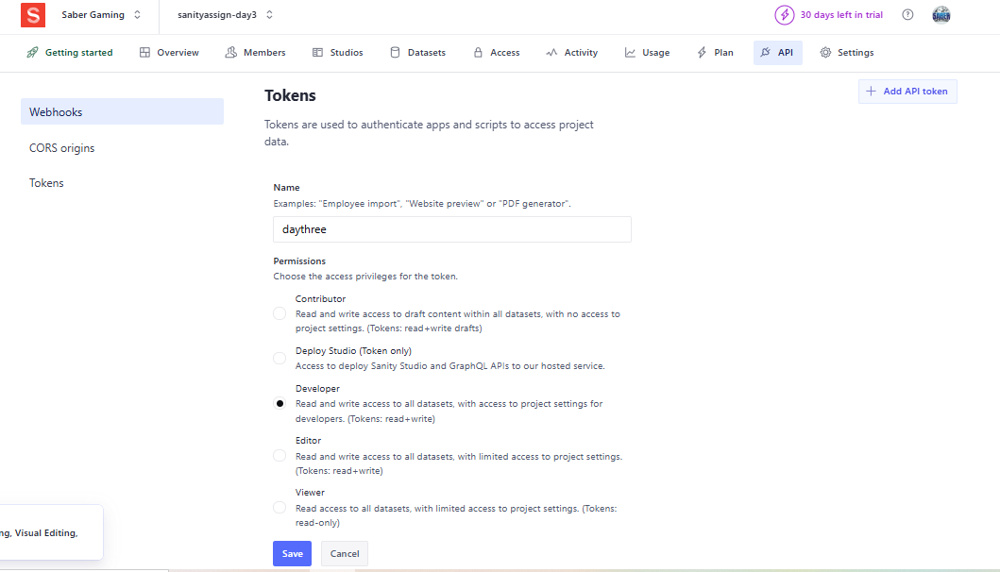 S Saber Gaming sanityassign-day3 30 days left in trial
Getting started Overview Members Studios Datasets Access Activity Usage Plan API Settings
Webhooks
CORS origins
Tokens
Tokens
+ Add API token
Tokens are used to authenticate apps and scripts to access project
data.
Name
Examples: "Employee import", "Website preview" or "PDF generator".
daythree
Permissions
Choose the access privileges for the token.
Contributor
Read and write access to draft content within all datasets, with no access to
project settings. (Tokens: read+write drafts)
Deploy Studio (Token only)
Access to deploy Sanity Studio and GraphQL APIs to our hosted service.
Developer
Read and write access to all datasets, with access to project settings for
developers. (Tokens: read+write)
Editor
Read and write access to all datasets, with limited access to project settings.
(Tokens: read+write)
Viewer
Read access to all datasets, with limited access to project settings. (Tokens:
read-only)
Save Cancel
ng, Visual Editing,